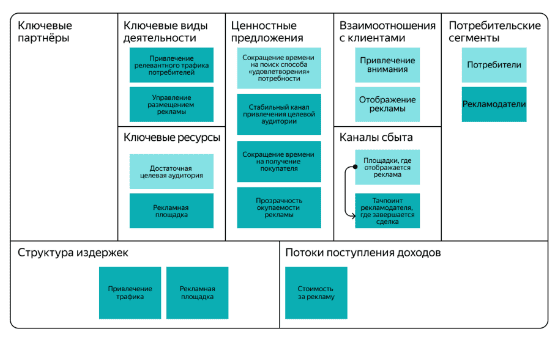 Ключевые
партнёры
Ключевые виды
деятельности
Привлечение
релевантного трафика
потребителей
Управление
размещением
рекламы
Ключевые ресурсы
Достаточная
целевая аудитория
Рекламная
площадка
Ценностные
предложения
Сокращение времени
на поиск способа
«удовлетворения»
потребности
Стабильный канал
привлечения целевой
аудитории
Сокращение времени
на получение
покупателя
Прозрачность
окупаемости
рекламы
Взаимоотношения
с клиентами
Привлечение
внимания
Отображение
рекламы
Каналы сбыта
Площадки, где
отображается
реклама
Тачпоинт
рекламодателя,
где завершается
сделка
Потребительские
сегменты
Потребители
Рекламодатели
Структура издержек
Привлечение
трафика
Рекламная
площадка
Потоки поступления доходов
Стоимость
за рекламу